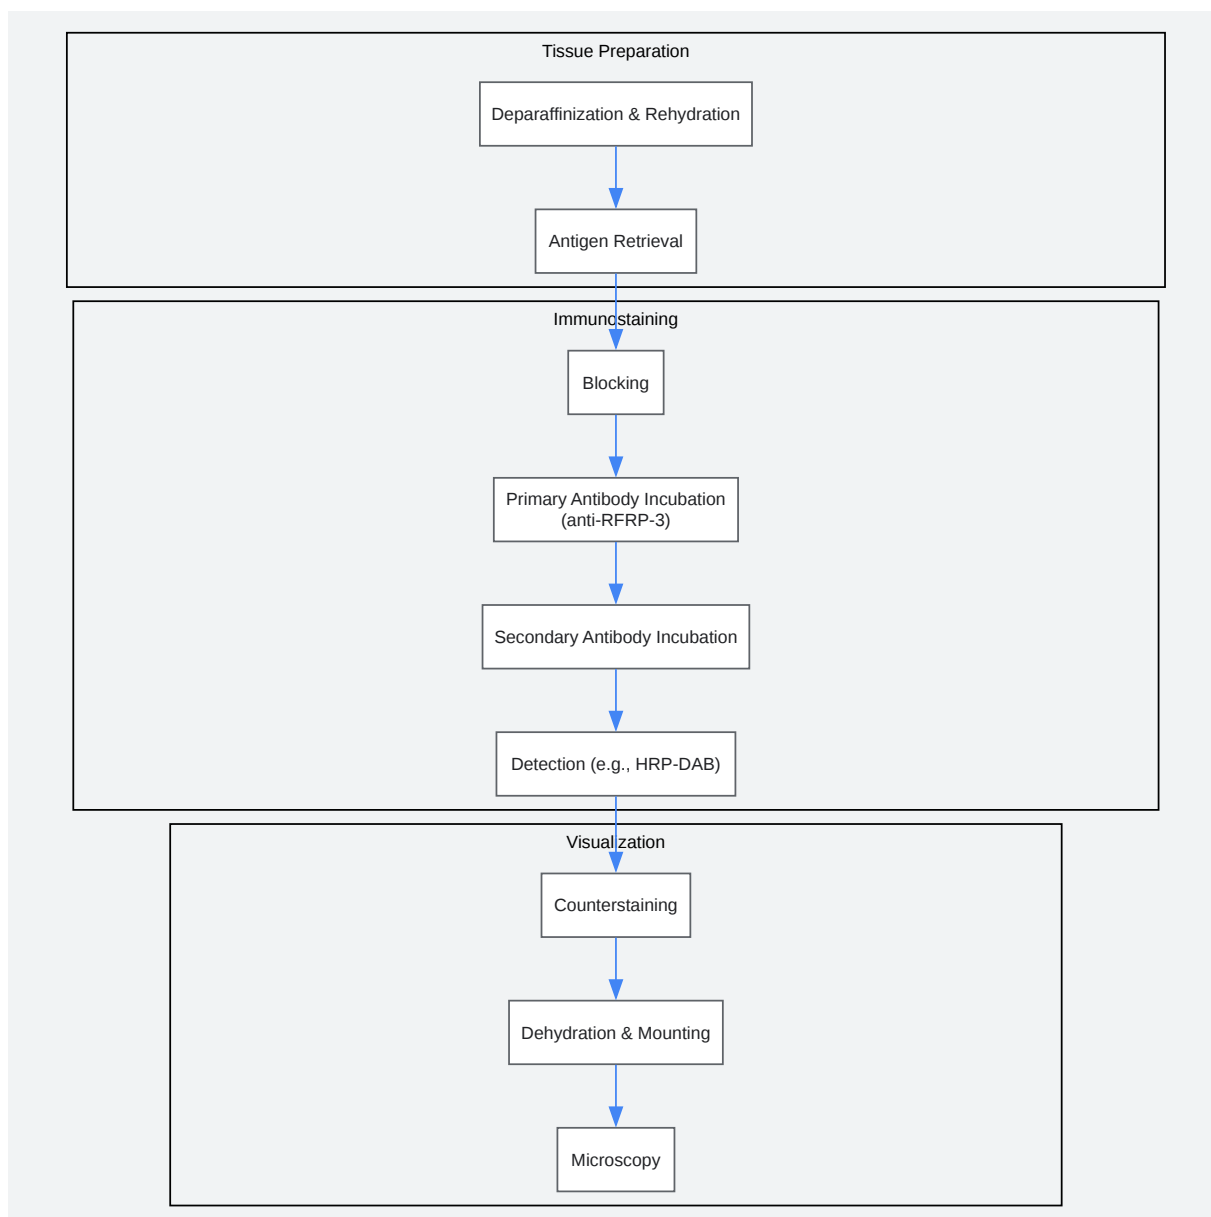 Tissue Preparation
Deparaffinization & Rehydration
Antigen Retrieval
Immunostaining
Blocking
Primary Antibody Incubation
(anti-RFRP-3)
Secondary Antibody Incubation
Detection (e.g., HRP-DAB)
Visualization
Counterstaining
Dehydration & Mounting
Microscopy